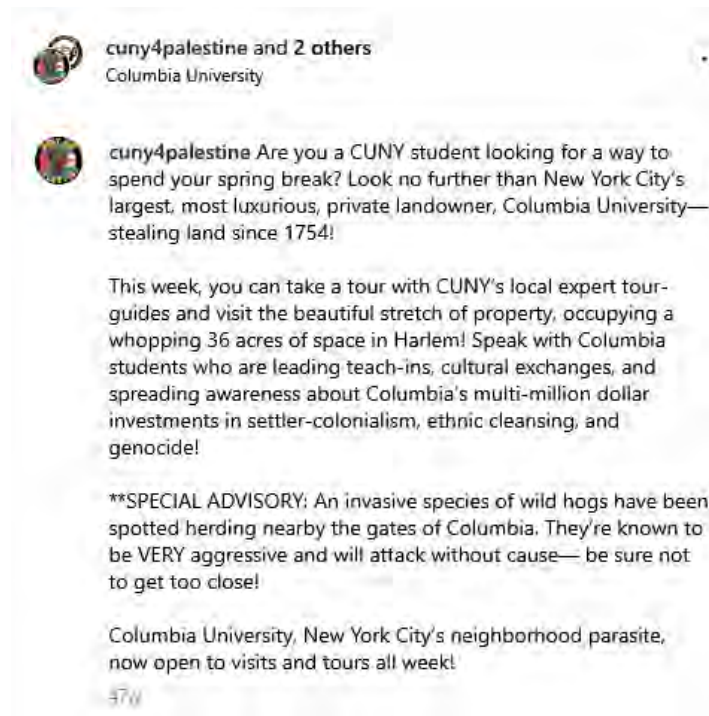 cuny4palestine and 2 others
Columbia University
cuny4palestine Are you a CUNY student looking for a way to
spend your spring break? Look no further than New York City's
largest, most luxurious, private landowner, Columbia University—
stealing land since 1754!
This week, you can take a tour with CUNY's local expert tour-
guides and visit the beautiful stretch of property, occupying a
whopping 36 acres of space in Harlem! Speak with Columbia
students who are leading teach-ins, cultural exchanges, and
spreading awareness about Columbia's multi-million dollar
investments in settler-colonialism, ethnic cleansing, and
genocide!
**SPECIAL ADVISORY: An invasive species of wild hogs have been
spotted herding nearby the gates of Columbia. They're known to
be VERY aggressive and will attack without cause— be sure not
to get too close!
Columbia University, New York City's neighborhood parasite,
now open to visits and tours all week!
47w